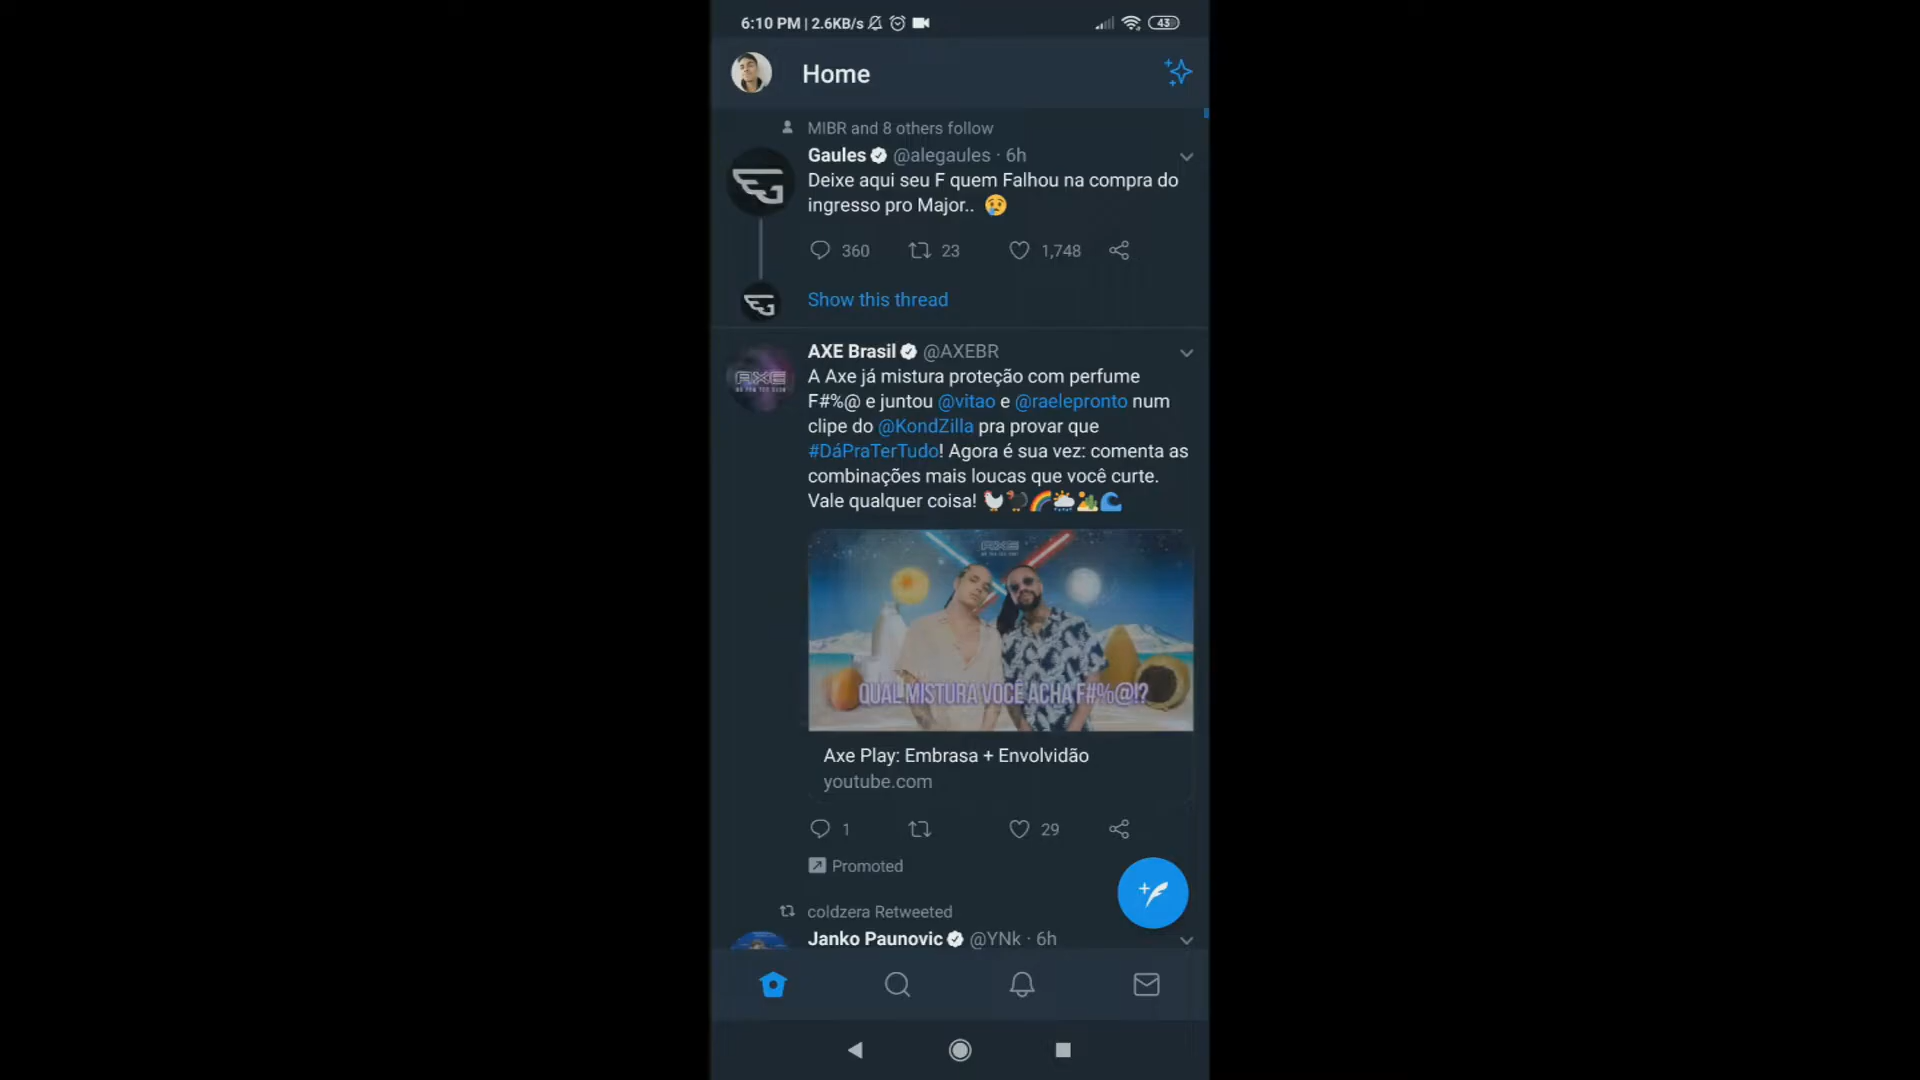 6:10 PM | 2.6KB/s
43
Home
MIBR and 8 others follow
Gaules @alegaules · 6h
Deixe aqui seu F quem Falhou na compra do
ingresso pro Major.. 😢
360 23 1,748
Show this thread
AXE Brasil @AXEBR
A Axe já mistura proteção com perfume
F#%@ e juntou @vitao e @raelepronto num
clipe do @KondZilla pra provar que
#DáPraTerTudo! Agora é sua vez: comenta as
combinações mais loucas que você curte.
Vale qualquer coisa! 🐓🦃🌈🌦🏜🌊
AXE
AXE
QUAL MISTURA VOCÊ ACHA F#%@!?
Axe Play: Embrasa + Envolvidão
youtube.com
1 29
Promoted
coldzera Retweeted
Janko Paunovic @YNk · 6h